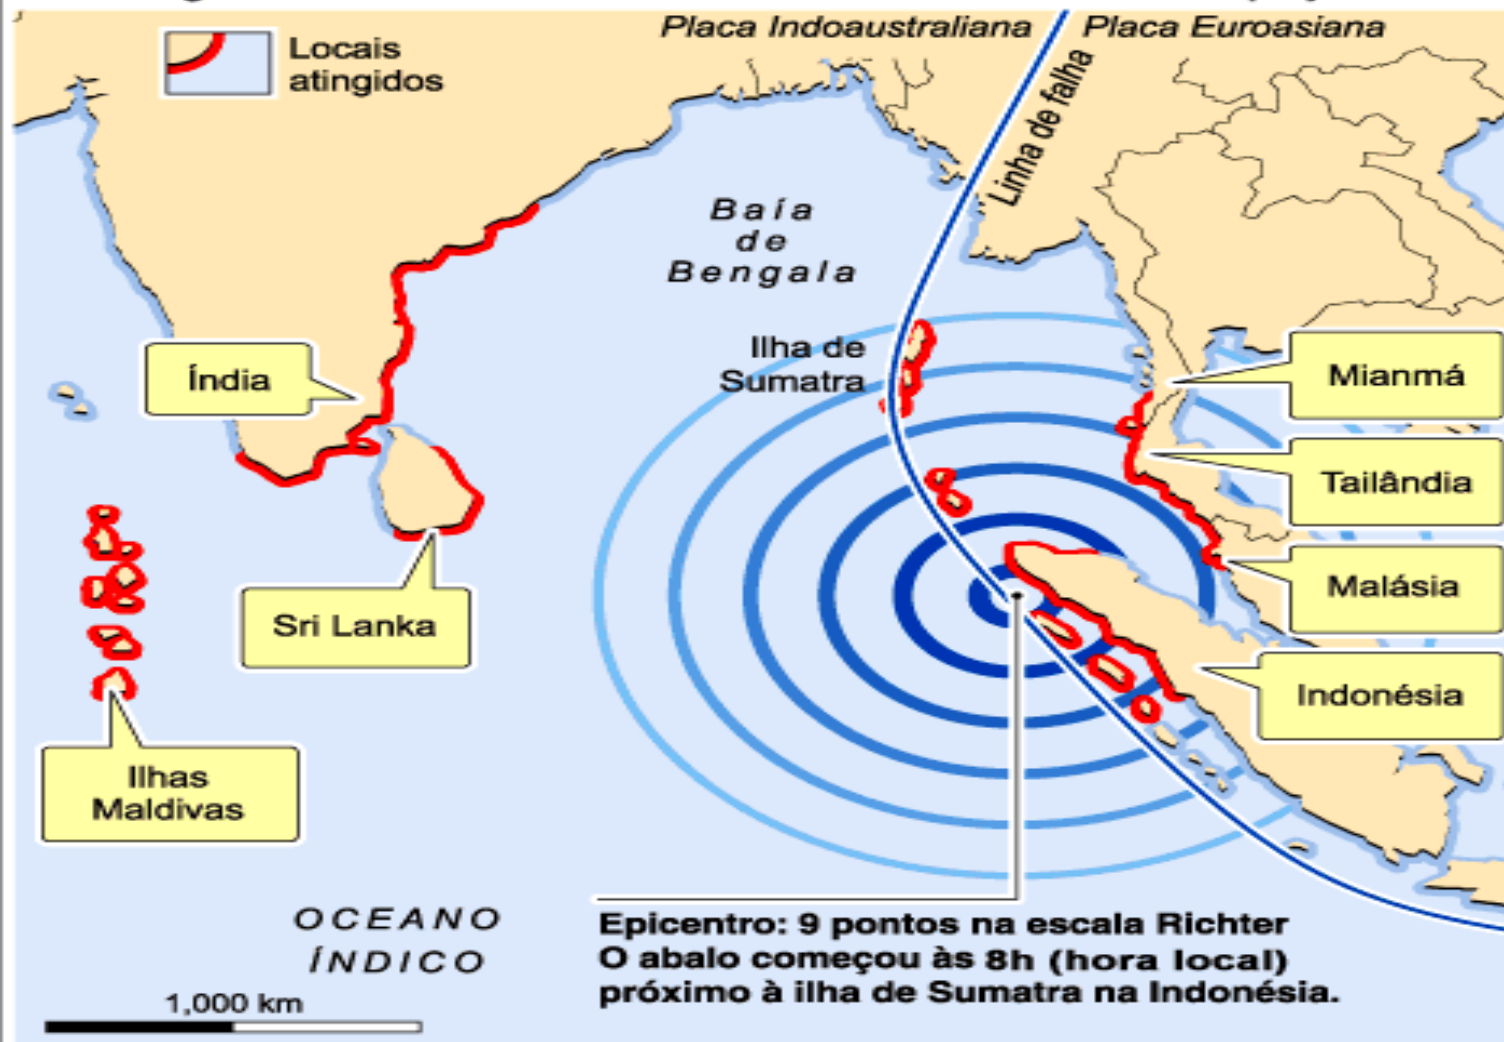 Placa Indoaustraliana
Placa Euroasiana
Locais
atingidos
Linha de falha
Baía
de
Bengala
Ilha de
Sumatra
Índia
Mianmá
Tailândia
Malásia
Sri Lanka
Indonésia
Ilhas
Maldivas
OCEANO
ÍNDICO
Epicentro: 9 pontos na escala Richter
O abalo começou às 8h (hora local)
próximo à ilha de Sumatra na Indonésia.
1,000 km